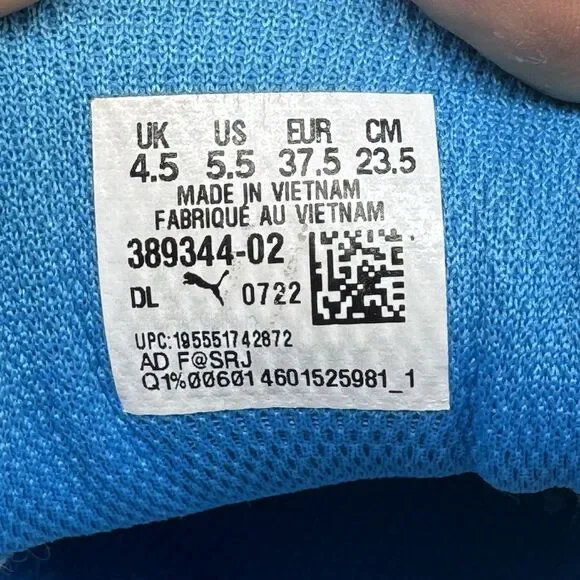 UK US EUR CM
4.5 5.5 37.5 23.5
MADE IN VIETNAM
FABRIQUÉ AU VIETNAM
389344-02
DL 0722
UPC:195551742872
AD F@SRJ
Q1%00601 4601525981_1